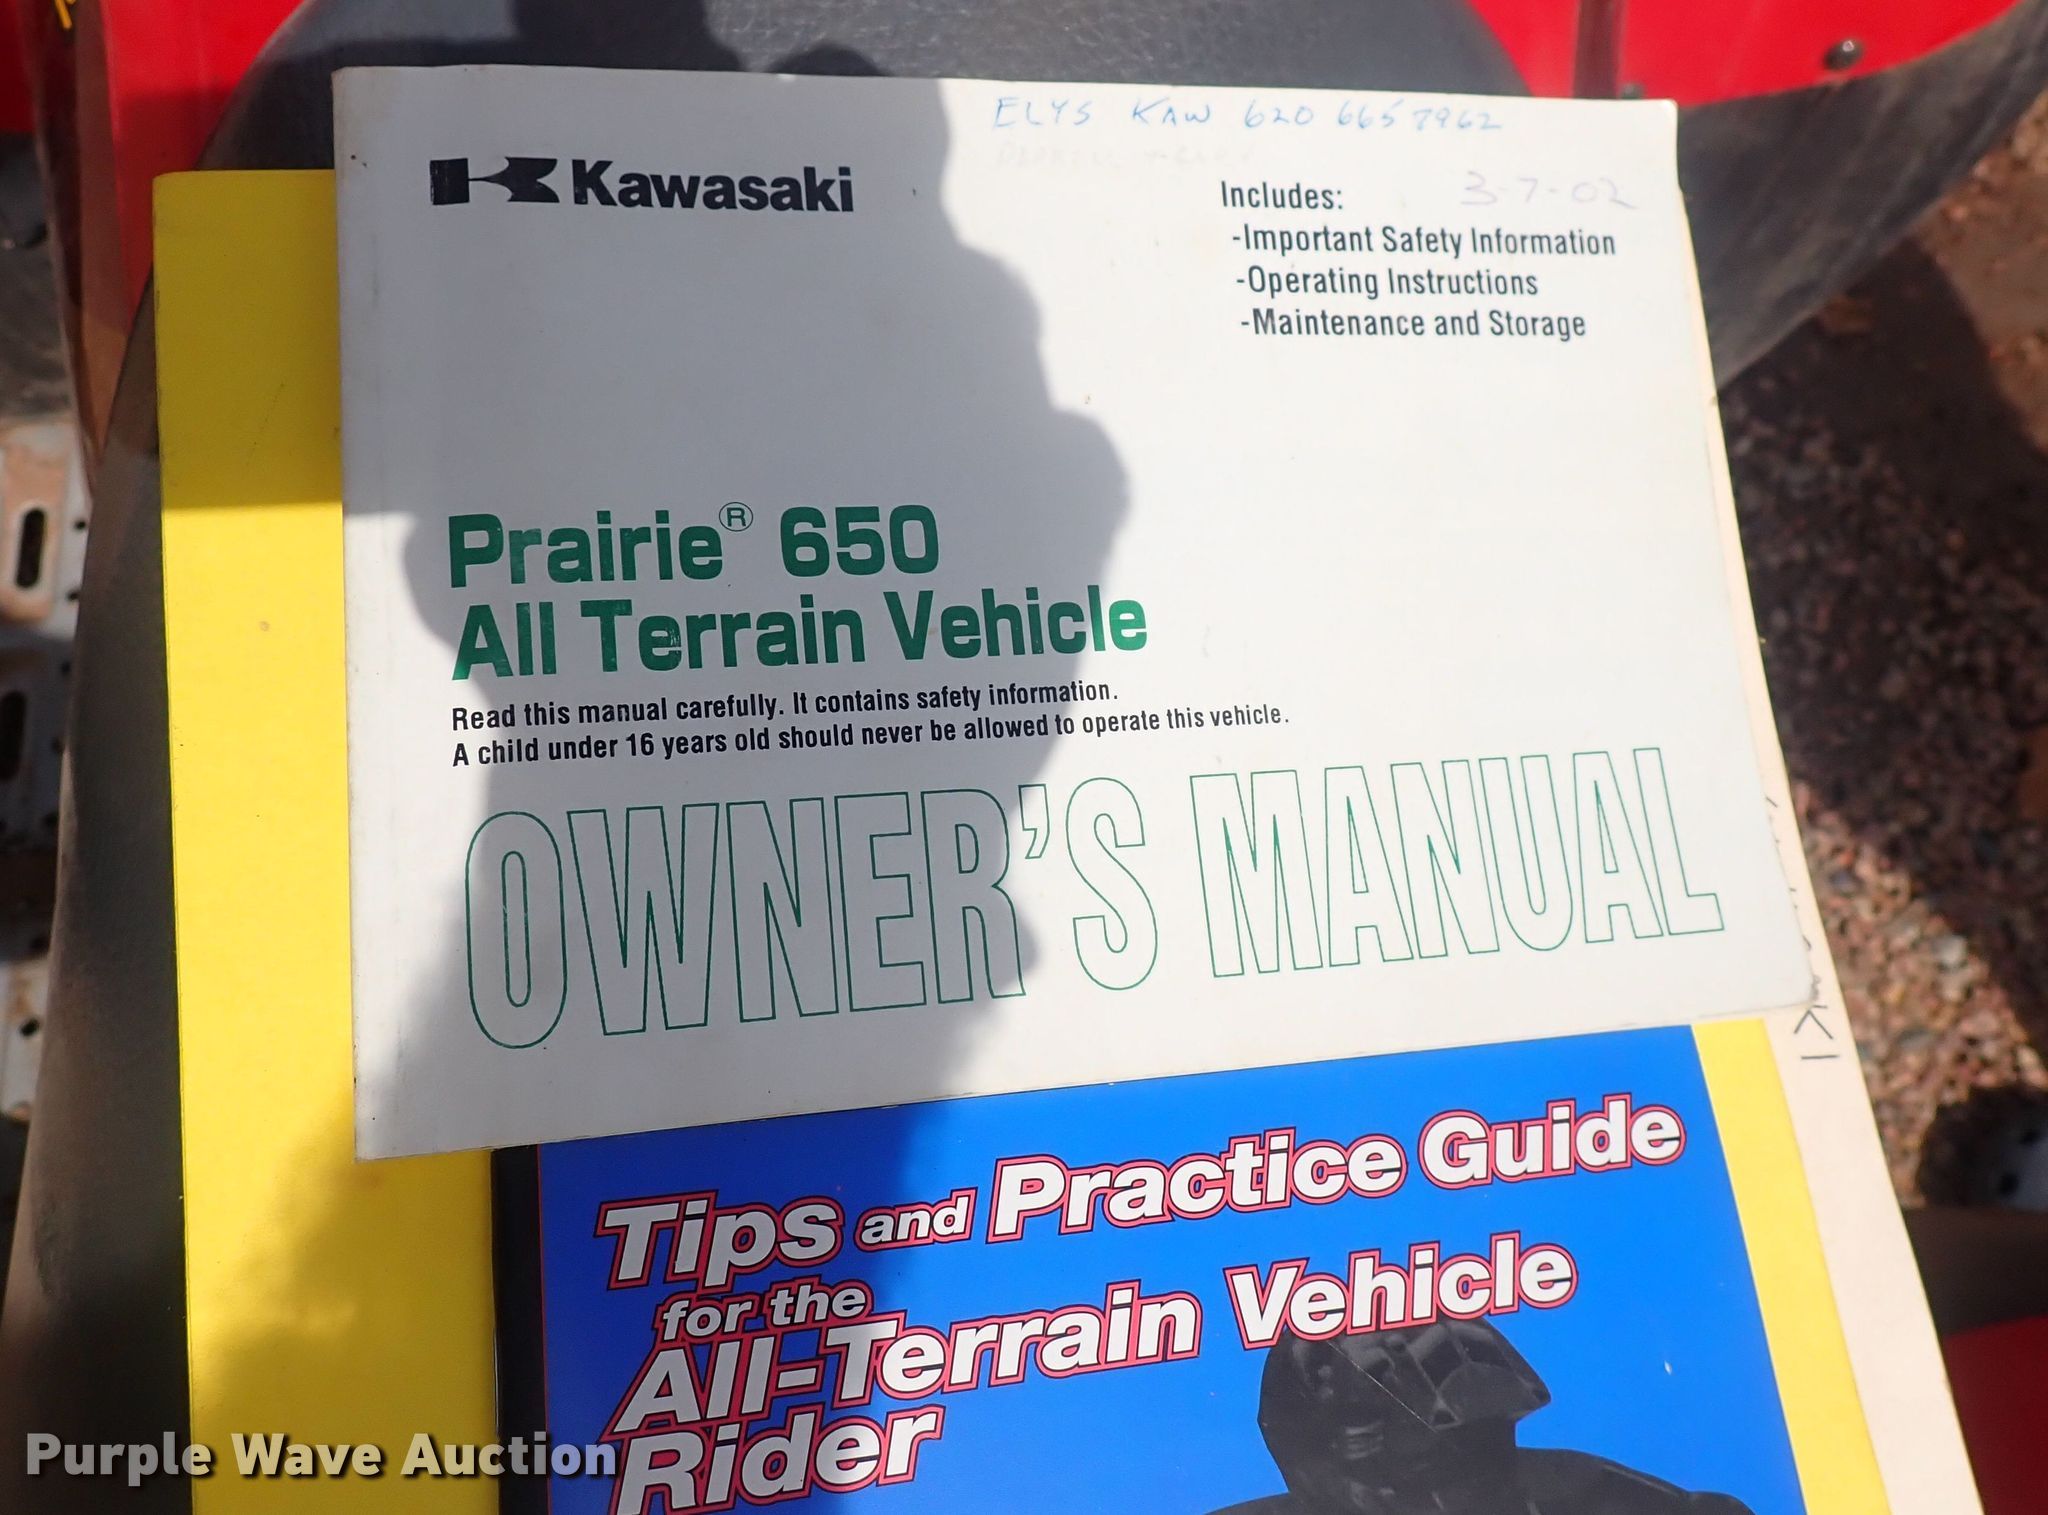 ELYS KAW 620 665 7962
Kawasaki
Includes: 3-7-02
-Important Safety Information
-Operating Instructions
-Maintenance and Storage
Prairie® 650
All Terrain Vehicle
Read this manual carefully. It contains safety information.
A child under 16 years old should never be allowed to operate this vehicle.
OWNER'S MANUAL
Tips and Practice Guide
for the
All-Terrain Vehicle
Rider
Purple Wave Auction